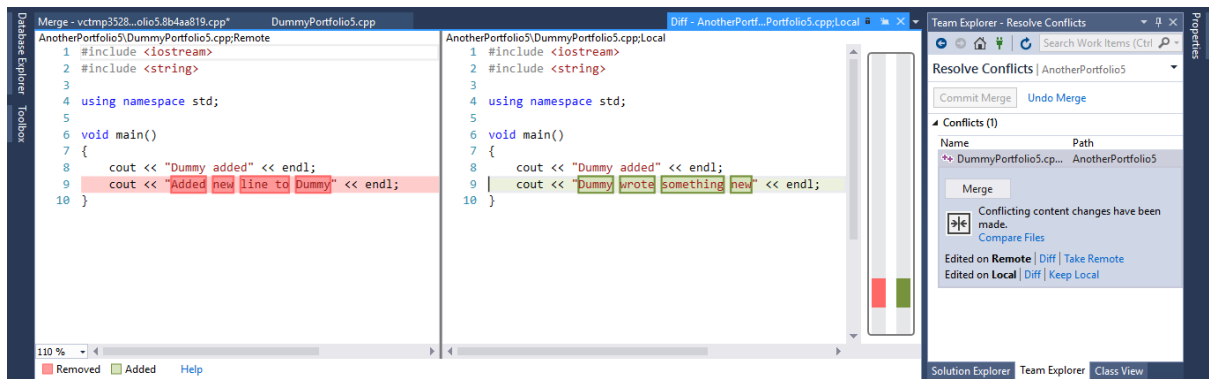 Database Explorer
Toolbox
Merge - vctmp3528...olio5.8b4aa819.cpp*
DummyPortfolio5.cpp
Diff - AnotherPortf...Portfolio5.cpp;Local
AnotherPortfolio5\DummyPortfolio5.cpp;Remote
1 #include <iostream>
2 #include <string>
3
4 using namespace std;
5
6 void main()
7 {
8 cout << "Dummy added" << endl;
9 cout << "Added new line to Dummy" << endl;
10 }
110 %
AnotherPortfolio5\DummyPortfolio5.cpp;Local
1 #include <iostream>
2 #include <string>
3
4 using namespace std;
5
6 void main()
7 {
8 cout << "Dummy added" << endl;
9 cout << "Dummy wrote something new" << endl;
10 }
Removed Added Help
Team Explorer - Resolve Conflicts
Search Work Items (Ctrl
Resolve Conflicts | AnotherPortfolio5
Commit Merge Undo Merge
Conflicts (1)
Name Path
DummyPortfolio5.cp... AnotherPortfolio5
Merge
Conflicting content changes have been
made.
Compare Files
Edited on Remote | Diff | Take Remote
Edited on Local | Diff | Keep Local
Solution Explorer Team Explorer Class View
Properties